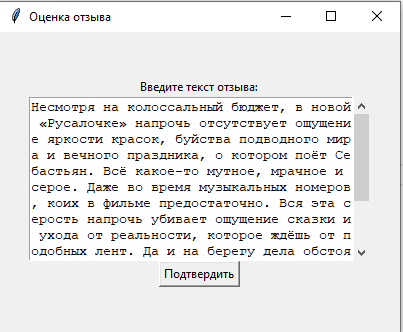 Оценка отзыва
Введите текст отзыва:
Несмотря на колоссальный бюджет, в новой
«Русалочке» напрочь отсутствует ощущени
е яркости красок, буйства подводного мир
а и вечного праздника, о котором поёт Се
бастьян. Всё какое-то мутное, мрачное и
серое. Даже во время музыкальных номеров
, коих в фильме предостаточно. Вся эта с
ерость напрочь убивает ощущение сказки и
ухода от реальности, которое ждёшь от п
одобных лент. Да и на берегу дела обстоя
Подтвердить